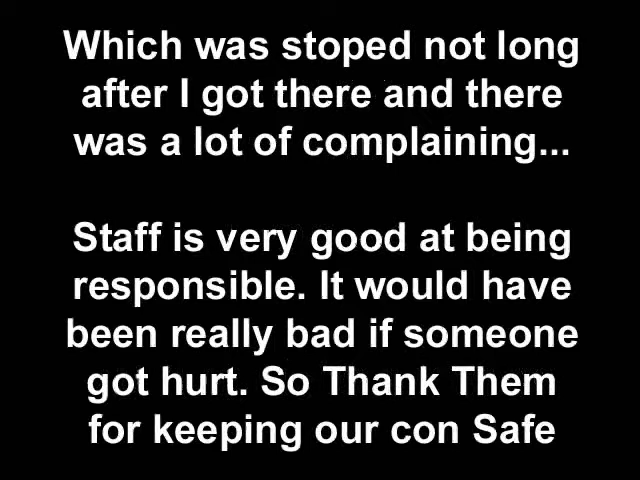 Which was stoped not long
after I got there and there
was a lot of complaining...
Staff is very good at being
responsible. It would have
been really bad if someone
got hurt. So Thank Them
for keeping our con Safe